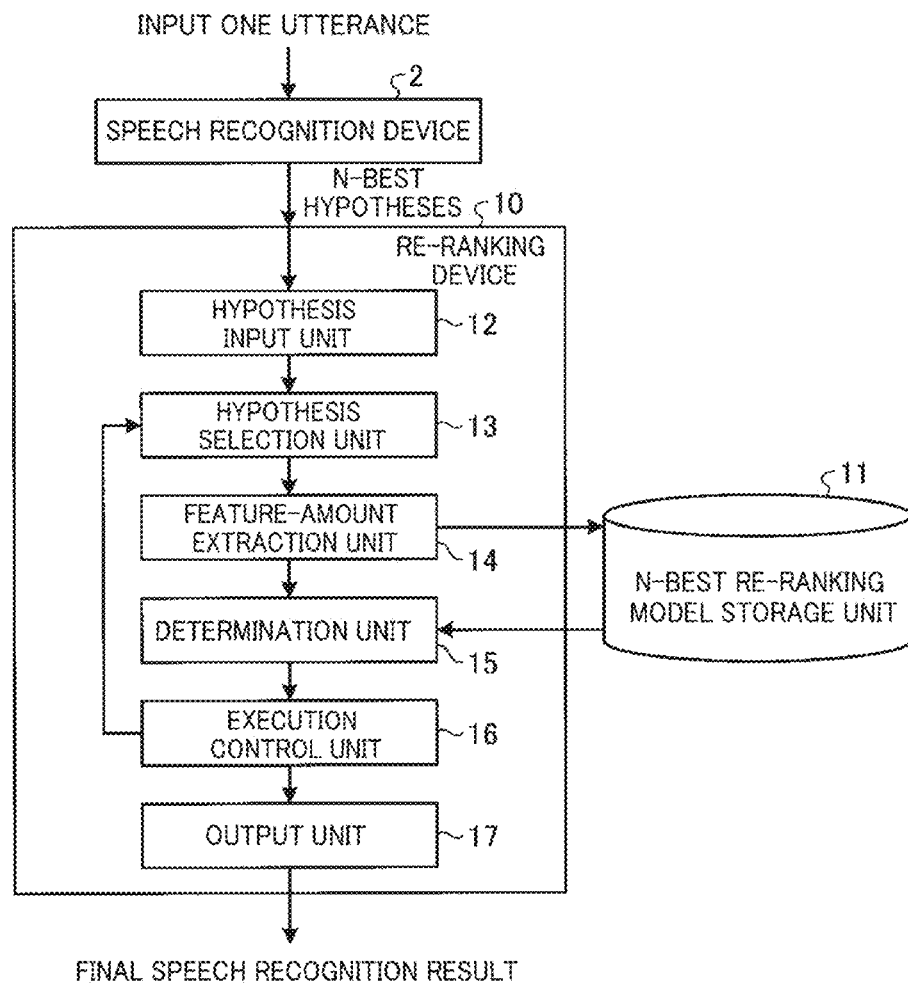 INPUT ONE UTTERANCE
2
SPEECH RECOGNITION DEVICE
N-BEST
HYPOTHESES
10
RE-RANKING
DEVICE
HYPOTHESIS
INPUT UNIT
12
HYPOTHESIS
SELECTION UNIT
13
FEATURE-AMOUNT
EXTRACTION UNIT
14
11
N-BEST RE-RANKING
MODEL STORAGE UNIT
DETERMINATION UNIT
15
EXECUTION
CONTROL UNIT
16
OUTPUT UNIT
17
FINAL SPEECH RECOGNITION RESULT